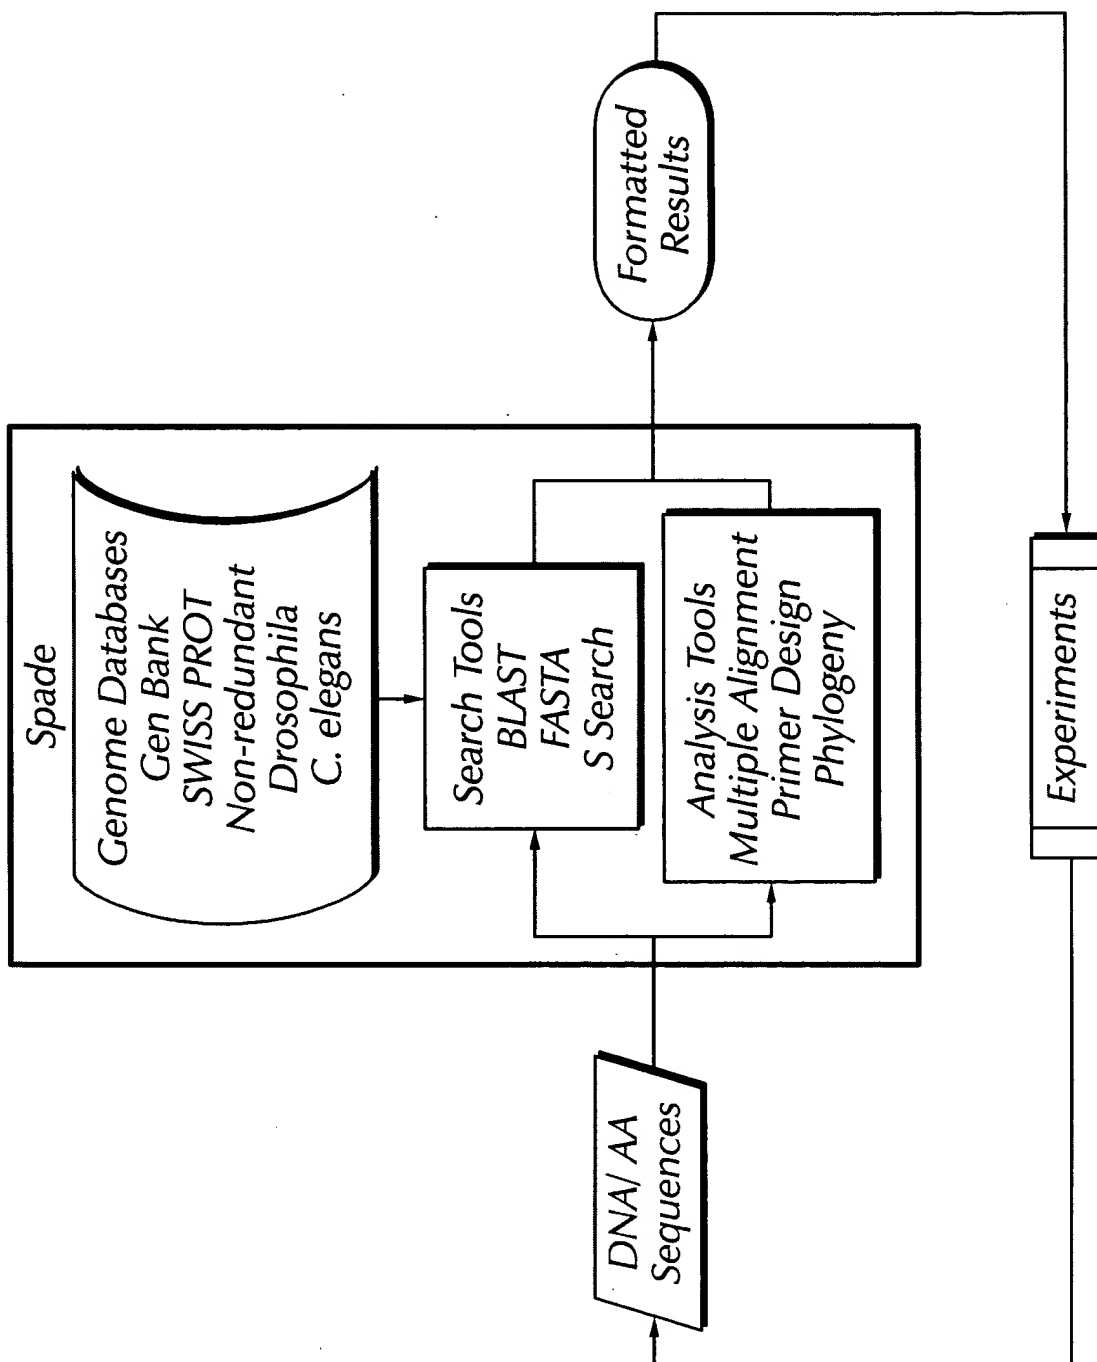 Spade
Genome Databases
Gen Bank
SWISS PROT
Non-redundant
Drosophila
C. elegans
DNA/ AA
Sequences
Search Tools
BLAST
FASTA
S Search
Analysis Tools
Multiple Alignment
Primer Design
Phylogeny
Formatted
Results
Experiments